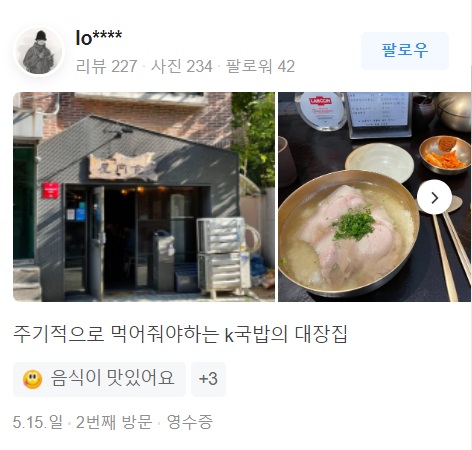 lo****
리뷰 227 · 사진 234 · 팔로워 42
팔로우
주기적으로 먹어줘야하는 k국밥의 대장집
음식이 맛있어요
+3
5.15.일 · 2번째 방문 · 영수증